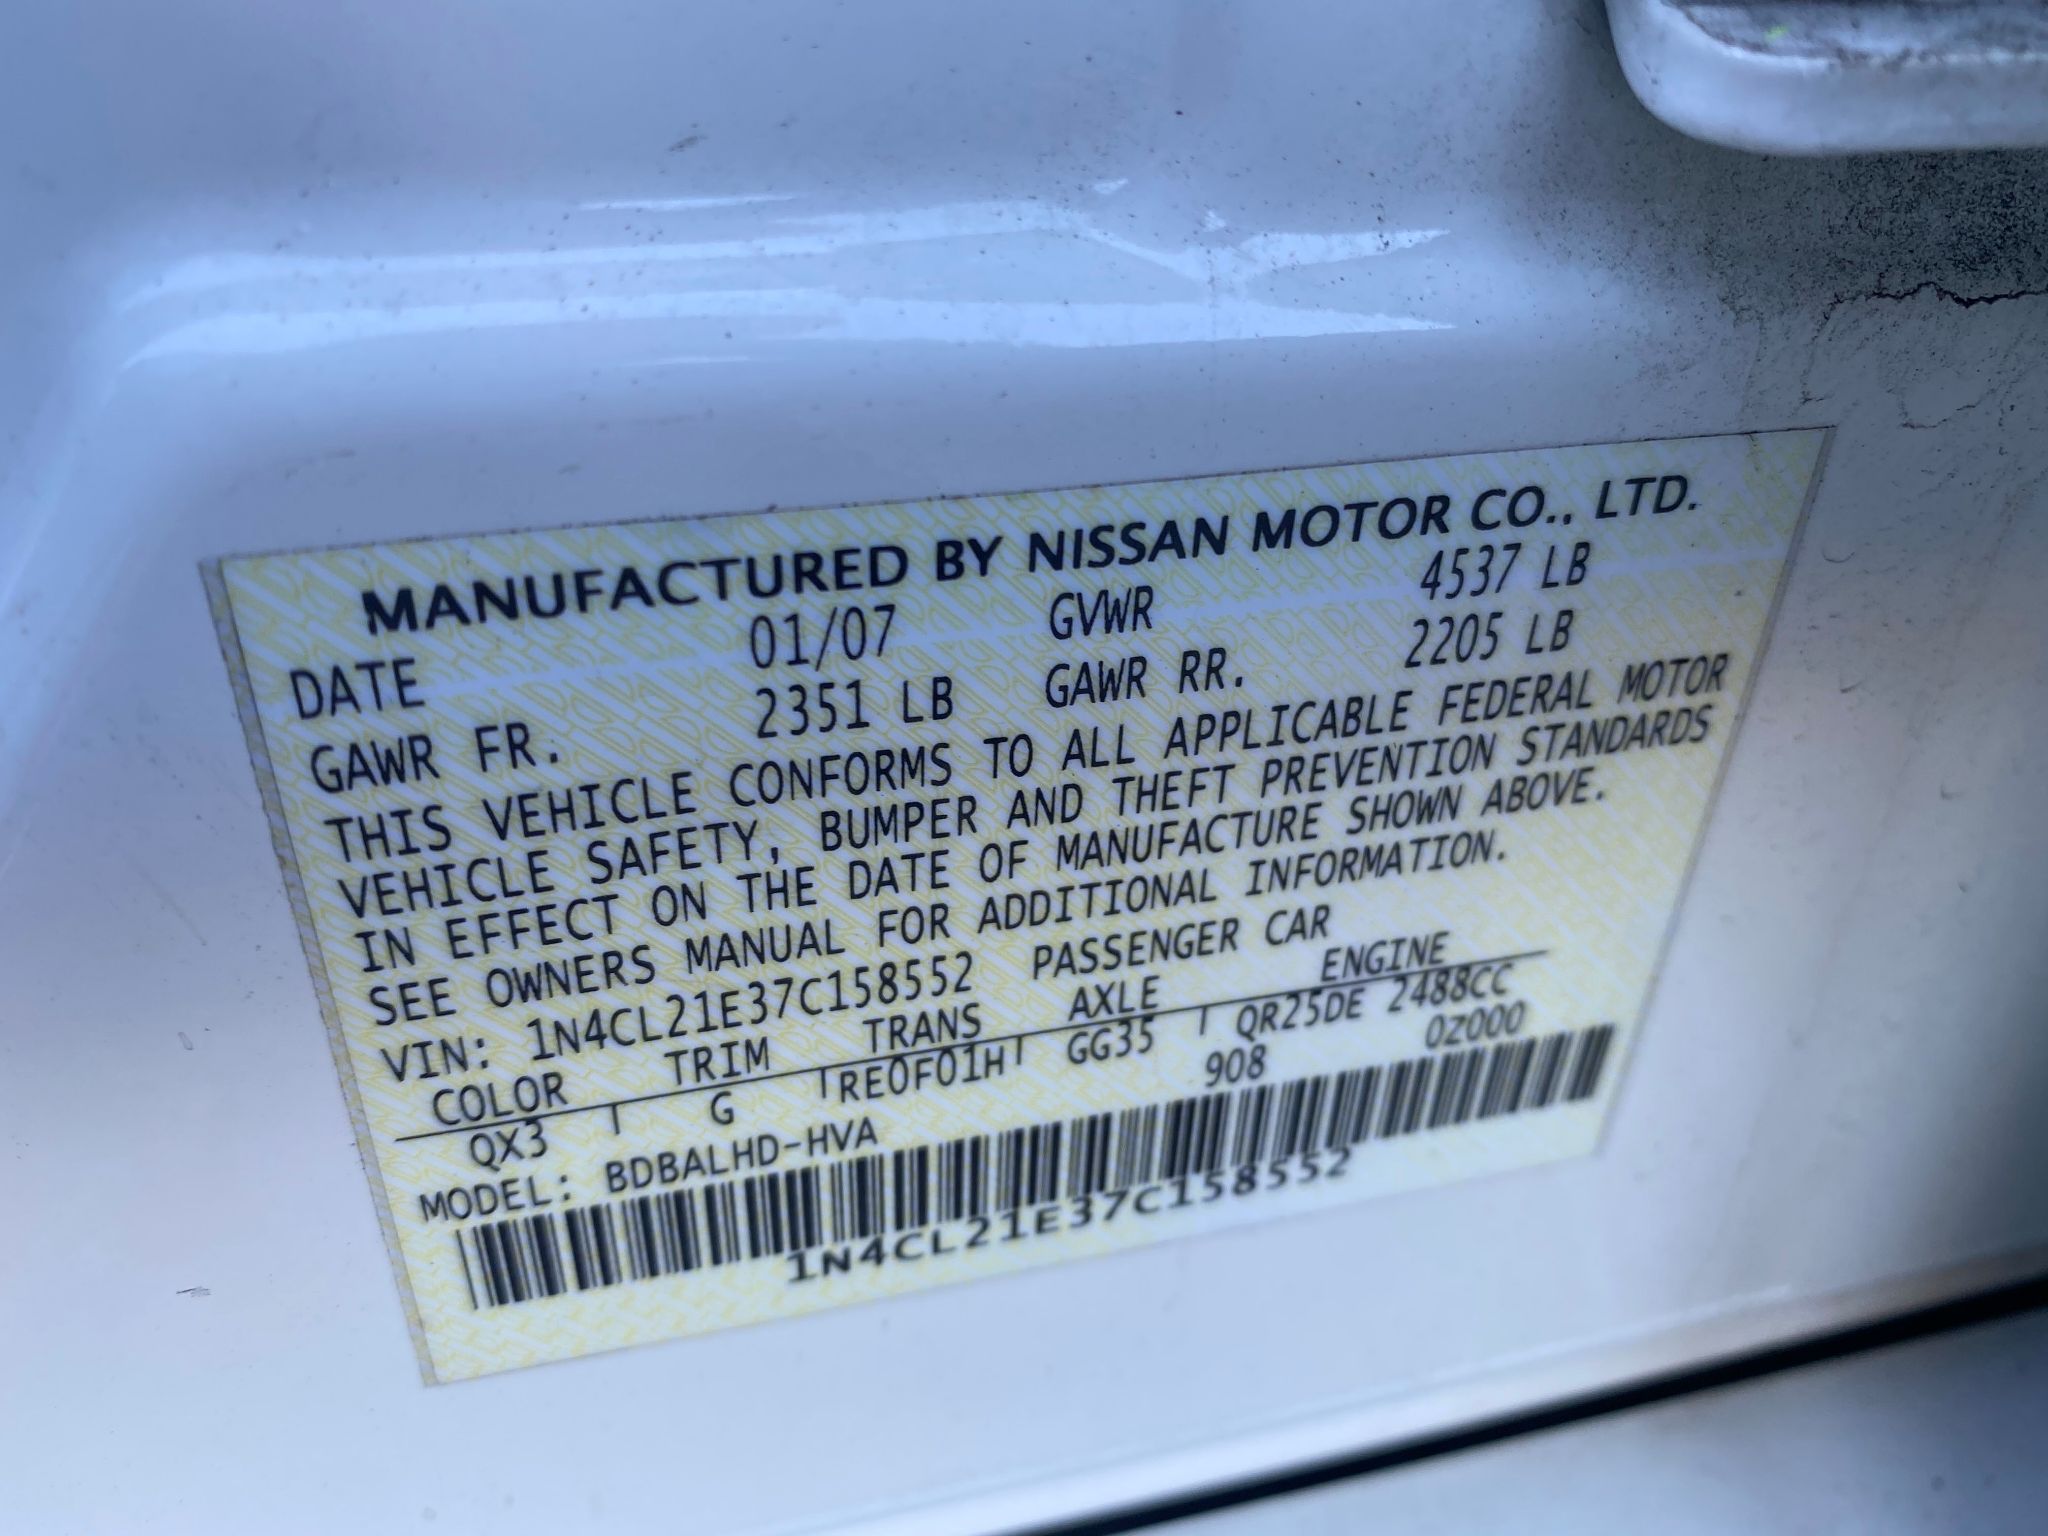 MANUFACTURED BY NISSAN MOTOR CO., LTD.
DATE 01/07 GVWR 4537 LB
GAWR FR. 2351 LB GAWR RR. 2205 LB
THIS VEHICLE CONFORMS TO ALL APPLICABLE FEDERAL MOTOR
VEHICLE SAFETY, BUMPER AND THEFT PREVENTION STANDARDS
IN EFFECT ON THE DATE OF MANUFACTURE SHOWN ABOVE.
SEE OWNERS MANUAL FOR ADDITIONAL INFORMATION.
VIN: 1N4CL21E37C158552 PASSENGER CAR
COLOR TRIM TRANS AXLE ENGINE
QX3 G RE0F01H GG35 QR25DE 2488CC
MODEL: BDBALHD-HVA 908 0Z000
1N4CL21E37C158552